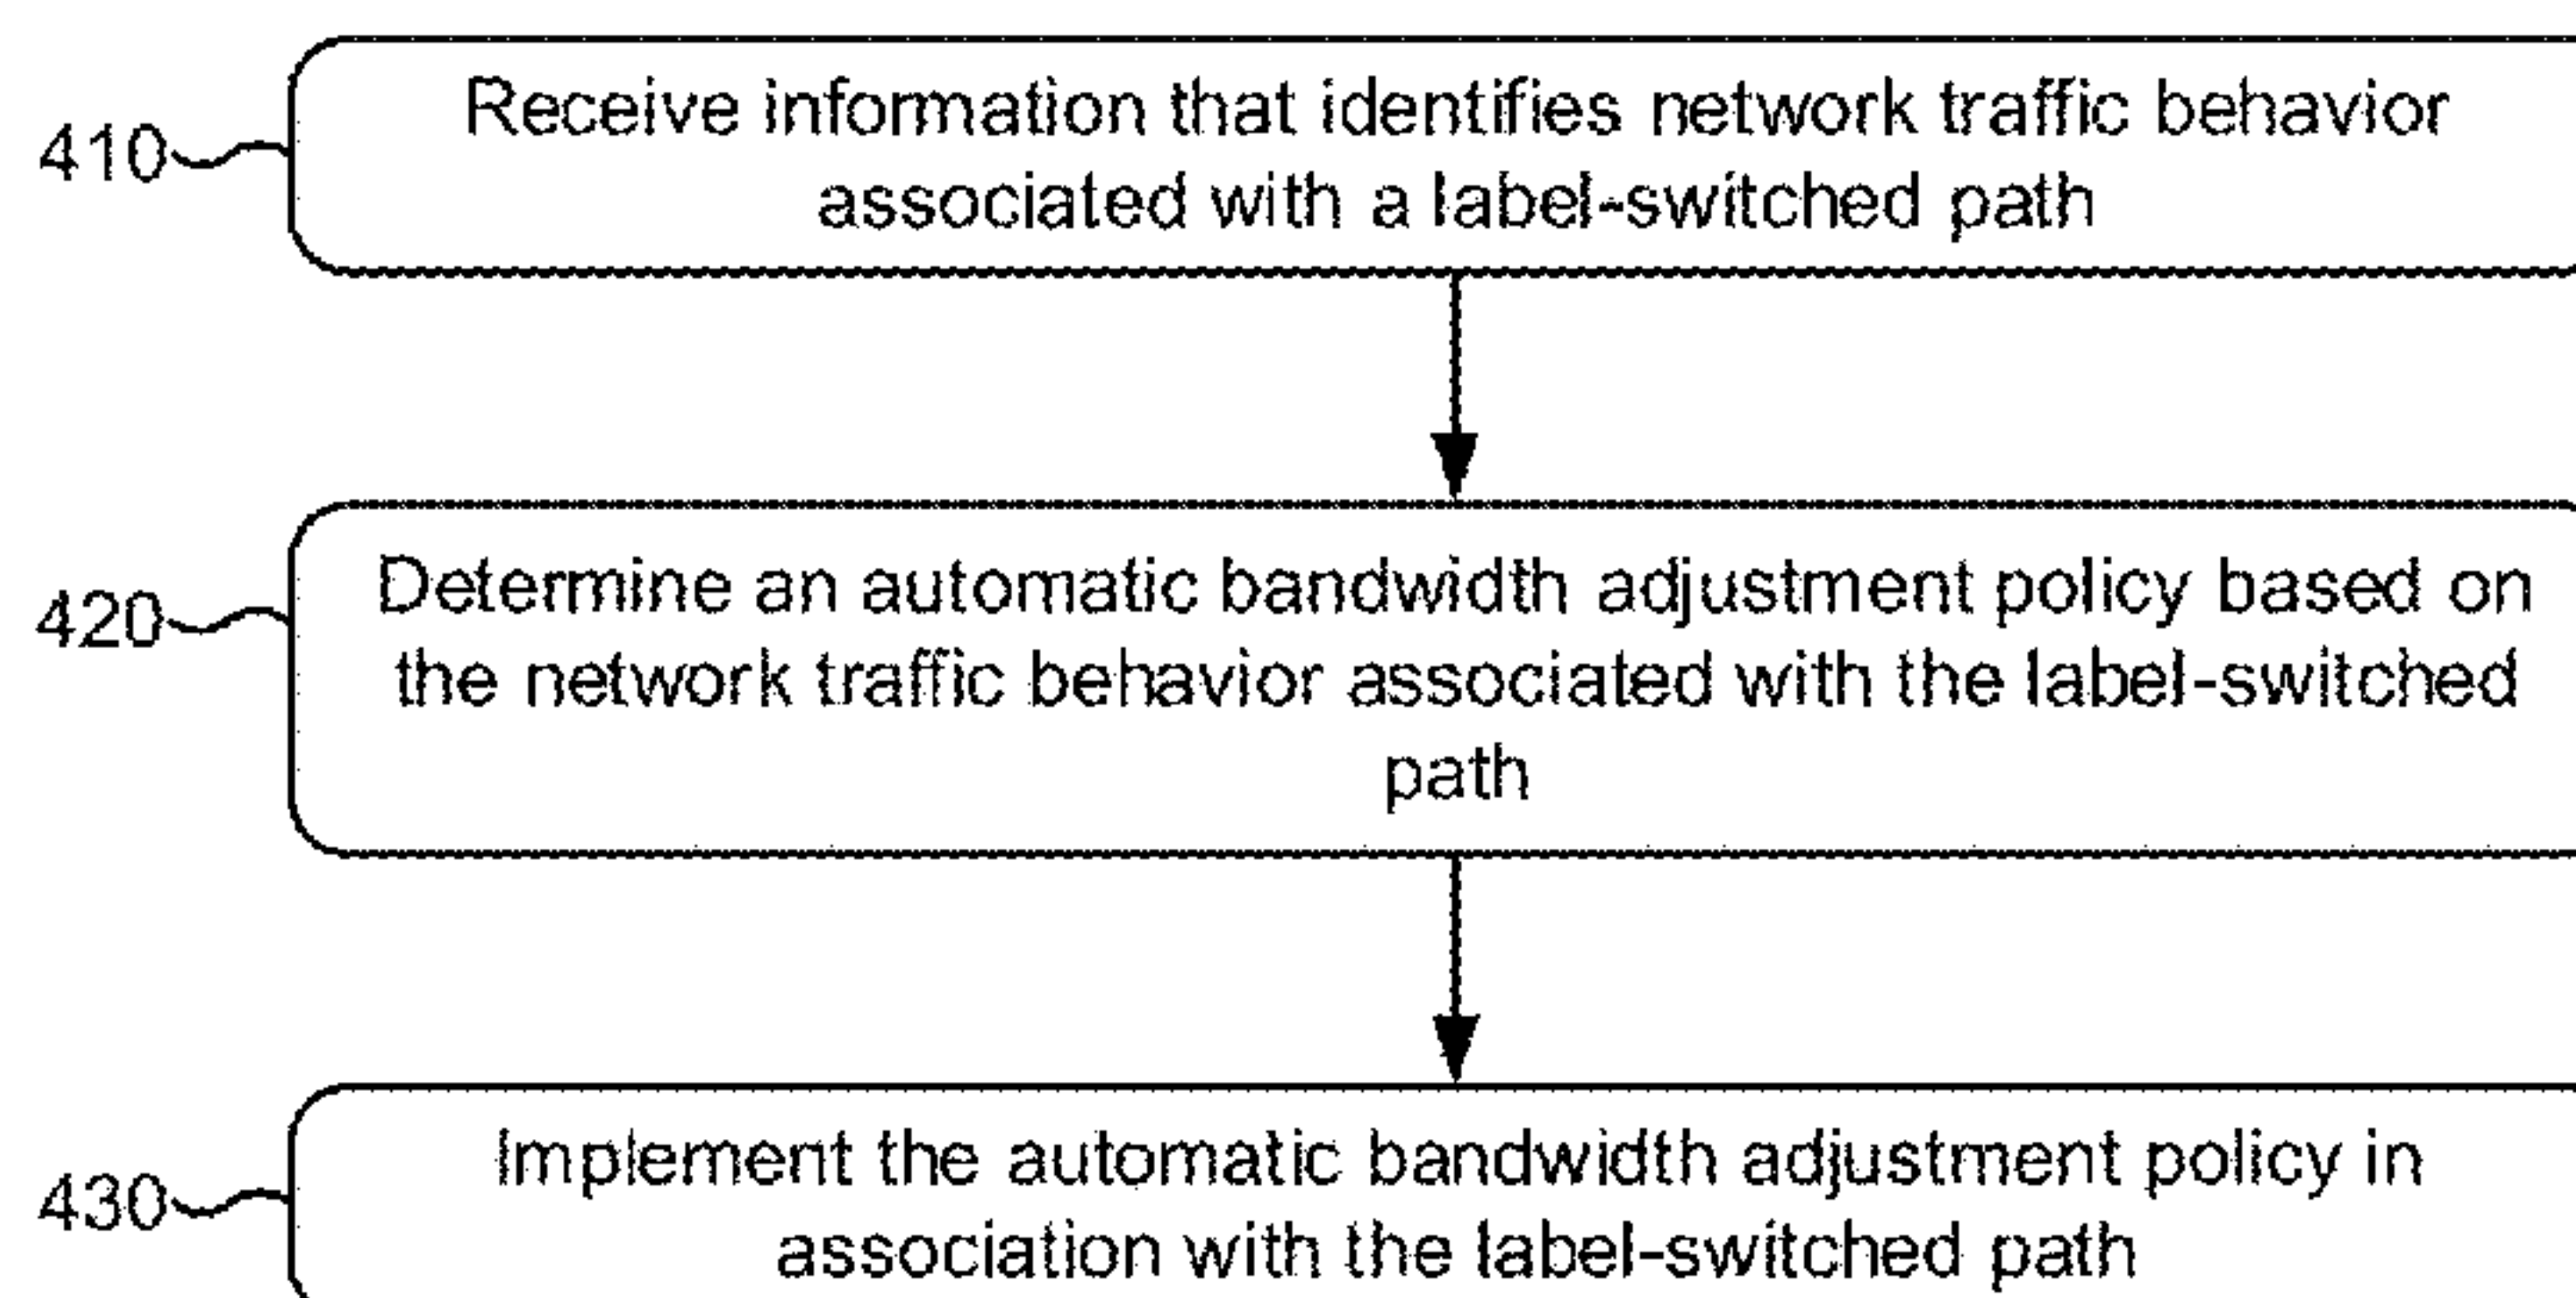 410
Receive information that identifies network traffic behavior
associated with a label-switched path
420
Determine an automatic bandwidth adjustment policy based on
the network traffic behavior associated with the label-switched
path
430
Implement the automatic bandwidth adjustment policy in
association with the label-switched path